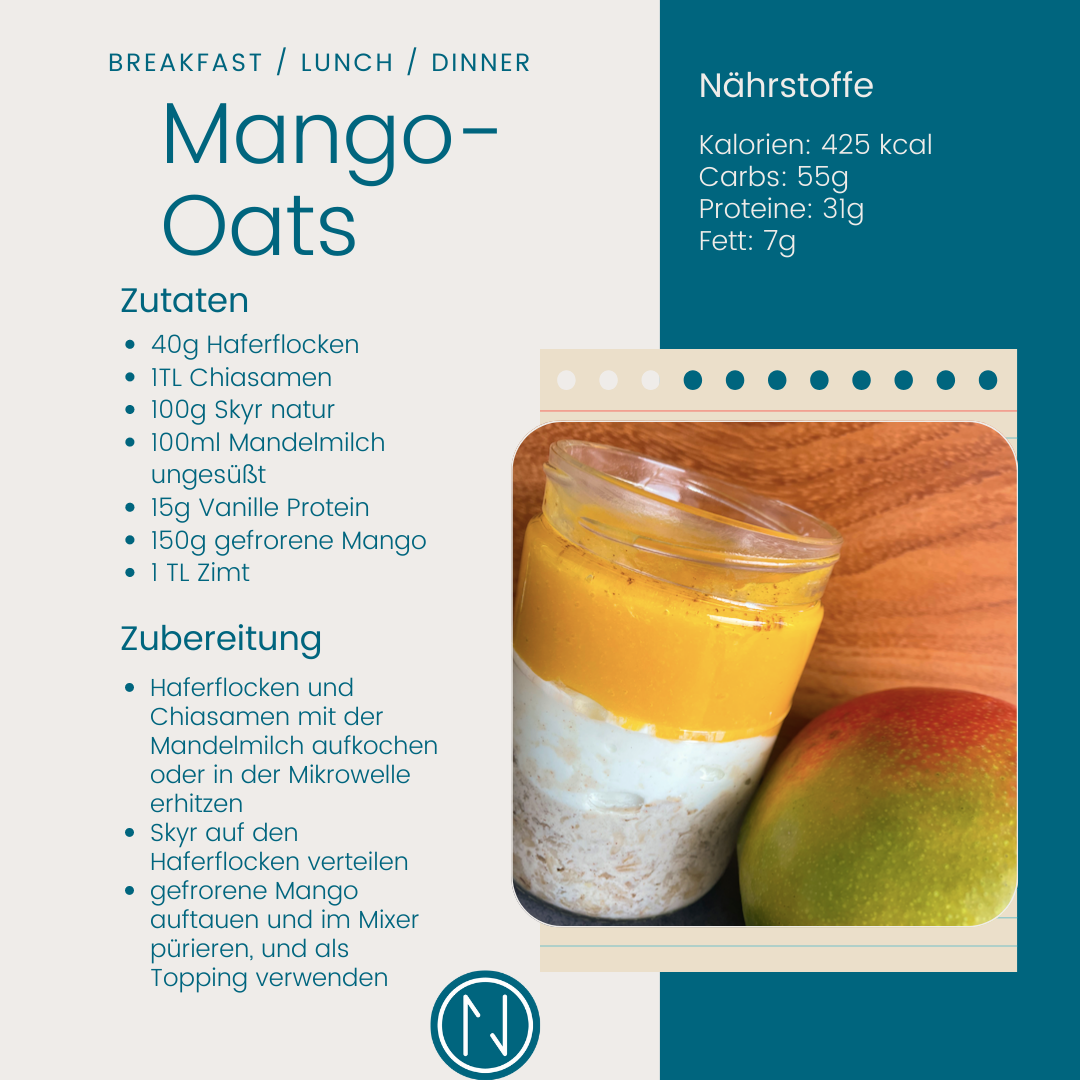 BREAKFAST / LUNCH / DINNER
Mango-
Oats
Zutaten
• 40g Haferflocken
• 1TL Chiasamen
• 100g Skyr natur
• 100ml Mandelmilch
ungesüßt
• 15g Vanille Protein
• 150g gefrorene Mango
• 1 TL Zimt
Zubereitung
• Haferflocken und
Chiasamen mit der
Mandelmilch aufkochen
oder in der Mikrowelle
erhitzen
• Skyr auf den
Haferflocken verteilen
• gefrorene Mango
auftauen und im Mixer
pürieren, und als
Topping verwenden
Nährstoffe
Kalorien: 425 kcal
Carbs: 55g
Proteine: 31g
Fett: 7g